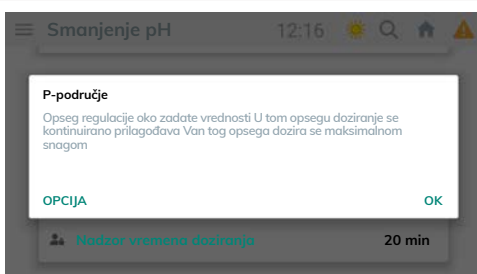 Smanjenje pH 12:16
P-područje
Opseg regulacije oko zadate vrednosti U tom opsegu doziranje se
kontinuirano prilagođava Van tog opsega dozira se maksimalnom
snagom
OPCIJA OK
Nadzor vremena doziranja 20 min